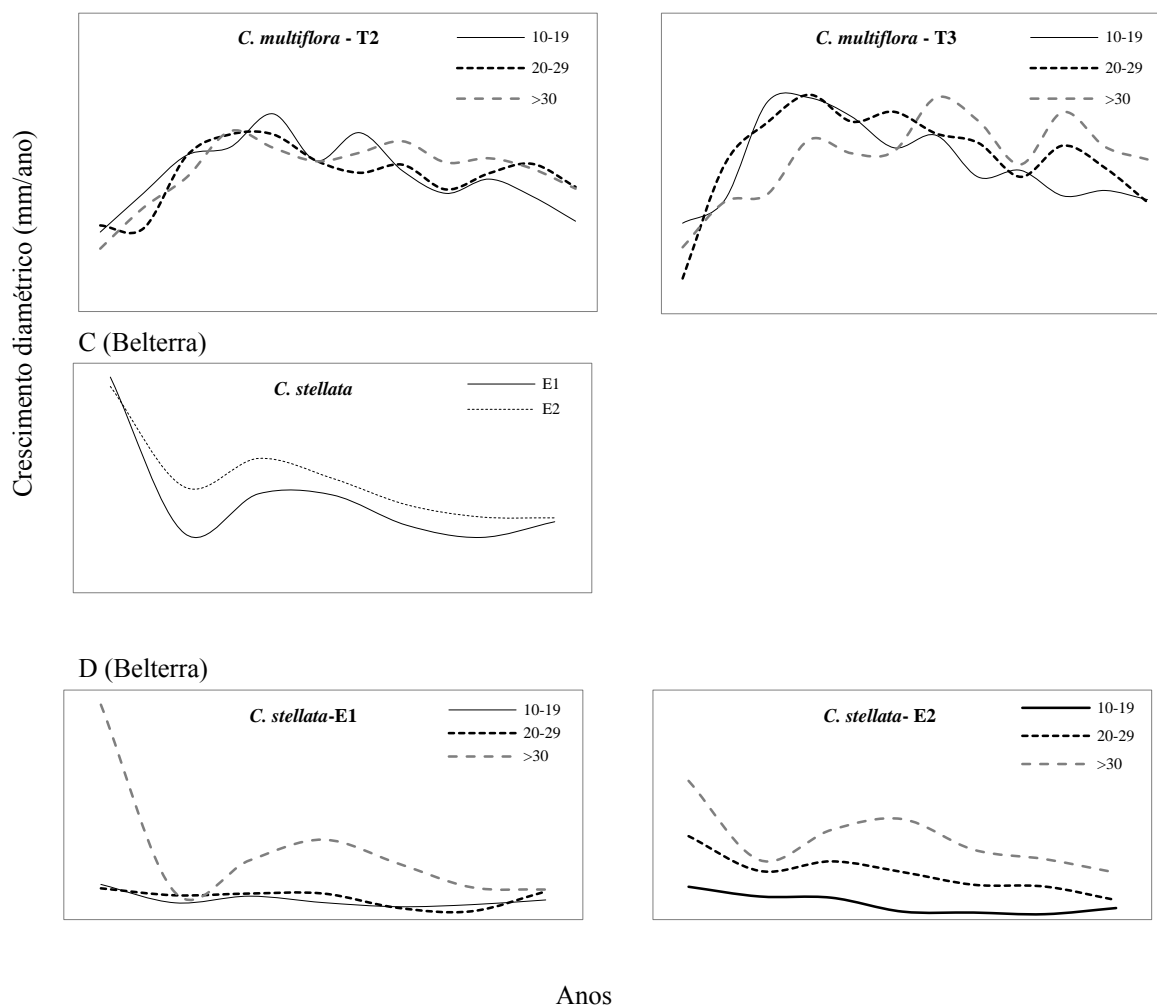 C. multiflora - T2
10-19
20-29
>30
C. multiflora - T3
10-19
20-29
>30
Crescimento diamétrico (mm/ano)
C (Belterra)
C. stellata
E1
E2
D (Belterra)
C. stellata-E1
10-19
20-29
>30
C. stellata- E2
10-19
20-29
>30
Anos